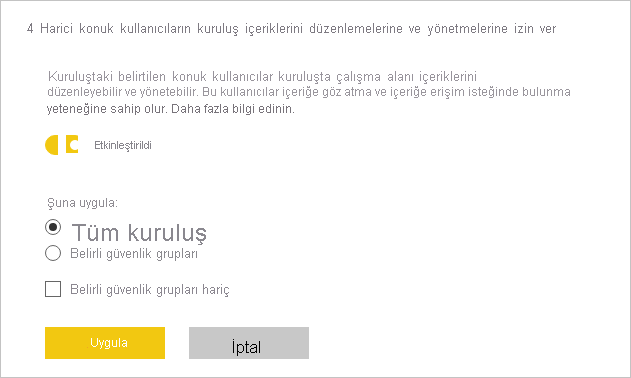 4 Harici konuk kullanıcıların kuruluş içeriklerini düzenlemelerine ve yönetmelerine izin ver
Kuruluştaki belirtilen konuk kullanıcılar kuruluşta çalışma alanı içeriklerini
düzenleyebilir ve yönetebilir. Bu kullanıcılar içeriğe göz atma ve içeriğe erişim isteğinde bulunma
yeteneğine sahip olur. Daha fazla bilgi edinin.
Etkinleştirildi
Şuna uygula:
Tüm kuruluş
Belirli güvenlik grupları
Belirli güvenlik grupları hariç
Uygula
İptal